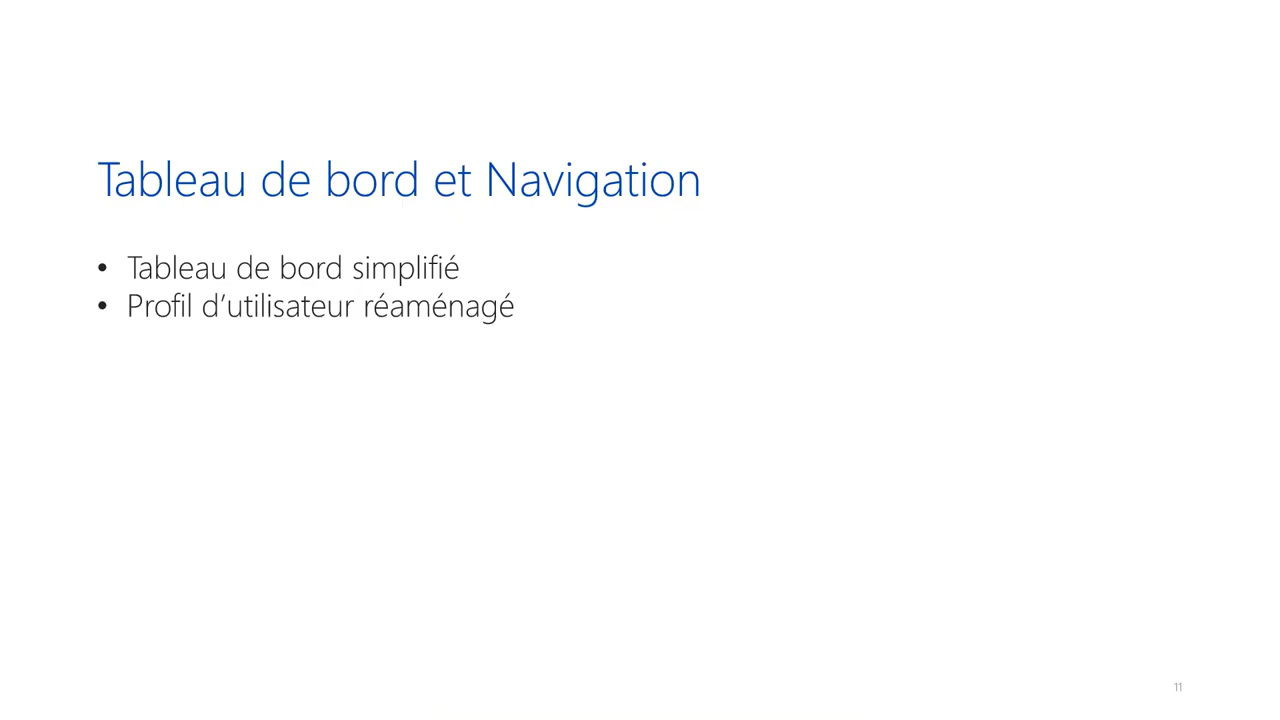 Tableau de bord et Navigation
• Tableau de bord simplifié
• Profil d’utilisateur réaménagé
11